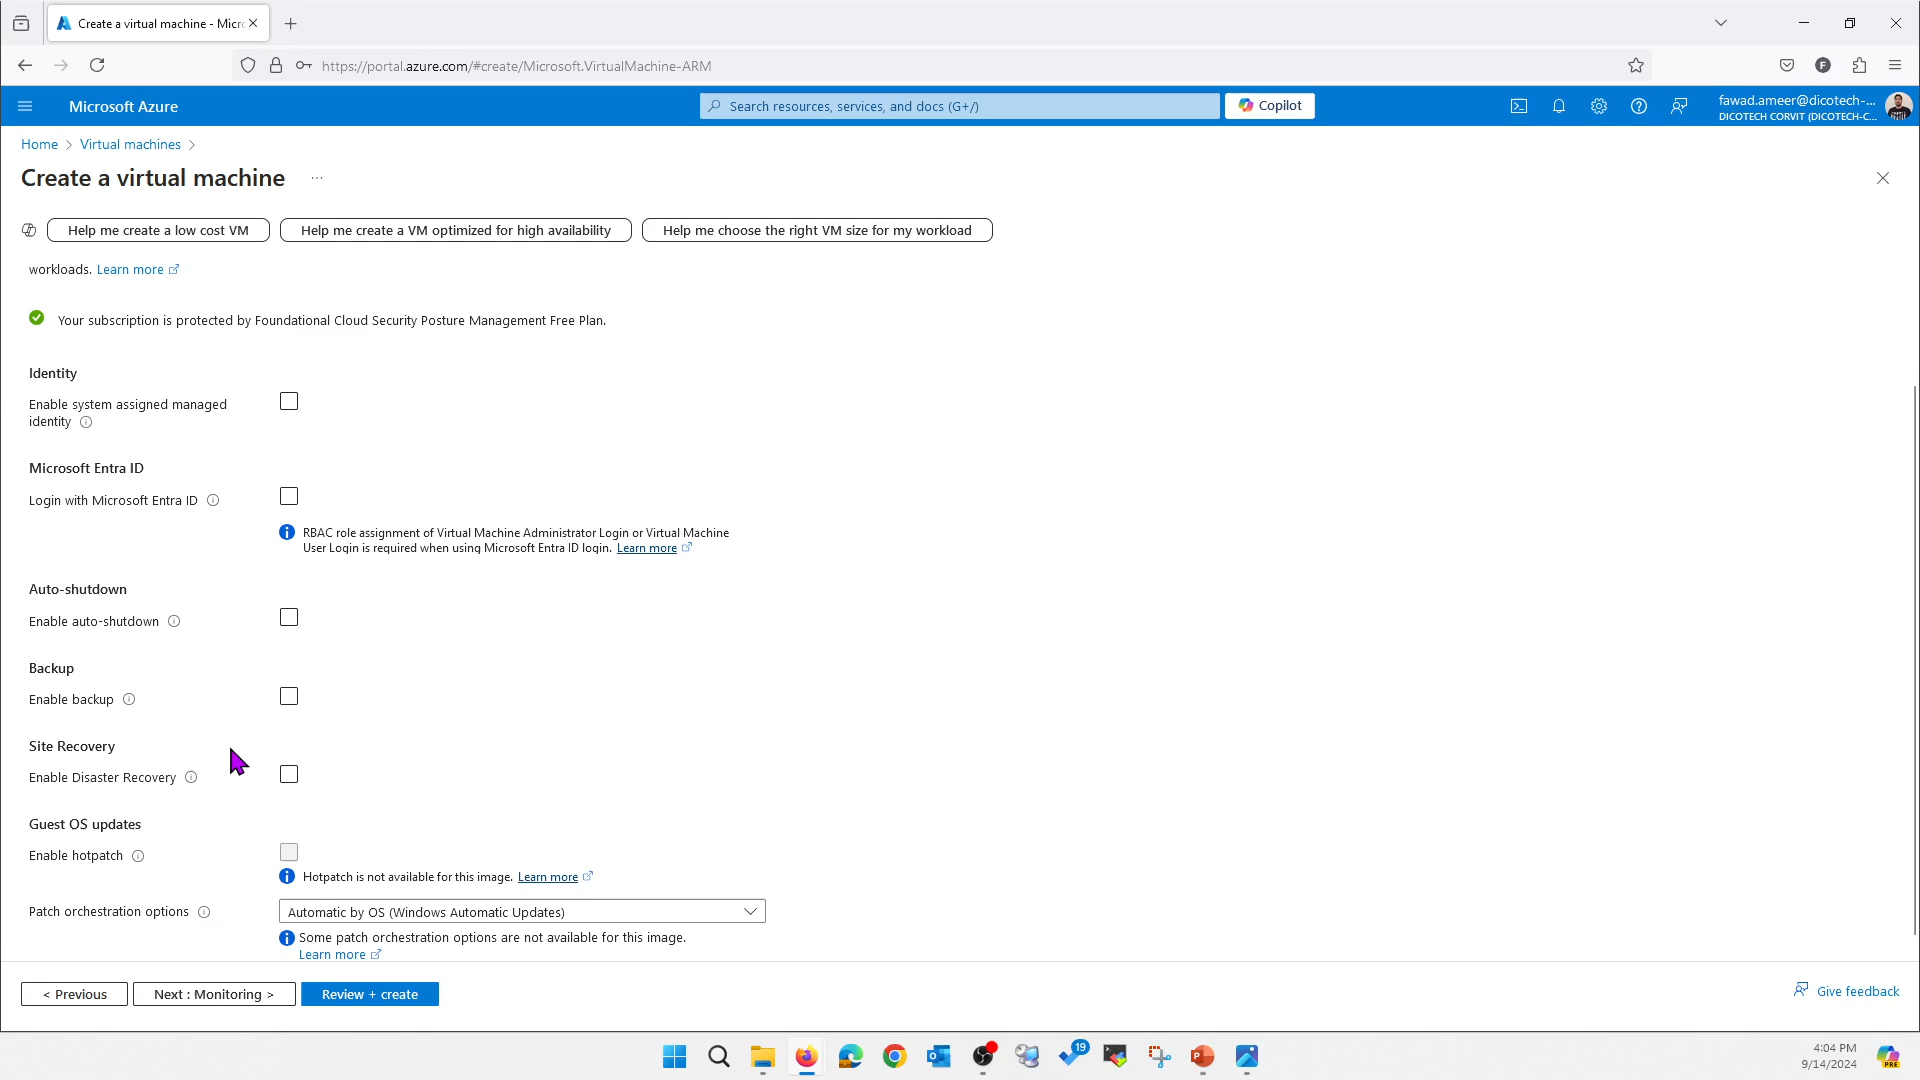 Create a virtual machine - Micr
https://portal.azure.com/#create/Microsoft.VirtualMachine-ARM
F
Microsoft Azure
Search resources, services, and docs (G+/)
Copilot
fawad.ameer@dicotech-...
DICOTECH CORVIT (DICOTECH-C...
Home > Virtual machines >
Create a virtual machine ...
Help me create a low cost VM
Help me create a VM optimized for high availability
Help me choose the right VM size for my workload
workloads. Learn more
Your subscription is protected by Foundational Cloud Security Posture Management Free Plan.
Identity
Enable system assigned managed
identity
Microsoft Entra ID
Login with Microsoft Entra ID
RBAC role assignment of Virtual Machine Administrator Login or Virtual Machine
User Login is required when using Microsoft Entra ID login. Learn more
Auto-shutdown
Enable auto-shutdown
Backup
Enable backup
Site Recovery
Enable Disaster Recovery
Guest OS updates
Enable hotpatch
Hotpatch is not available for this image. Learn more
Patch orchestration options
Automatic by OS (Windows Automatic Updates)
Some patch orchestration options are not available for this image.
Learn more
< Previous
Next : Monitoring >
Review + create
Give feedback
19
4:04 PM
9/14/2024
PRE